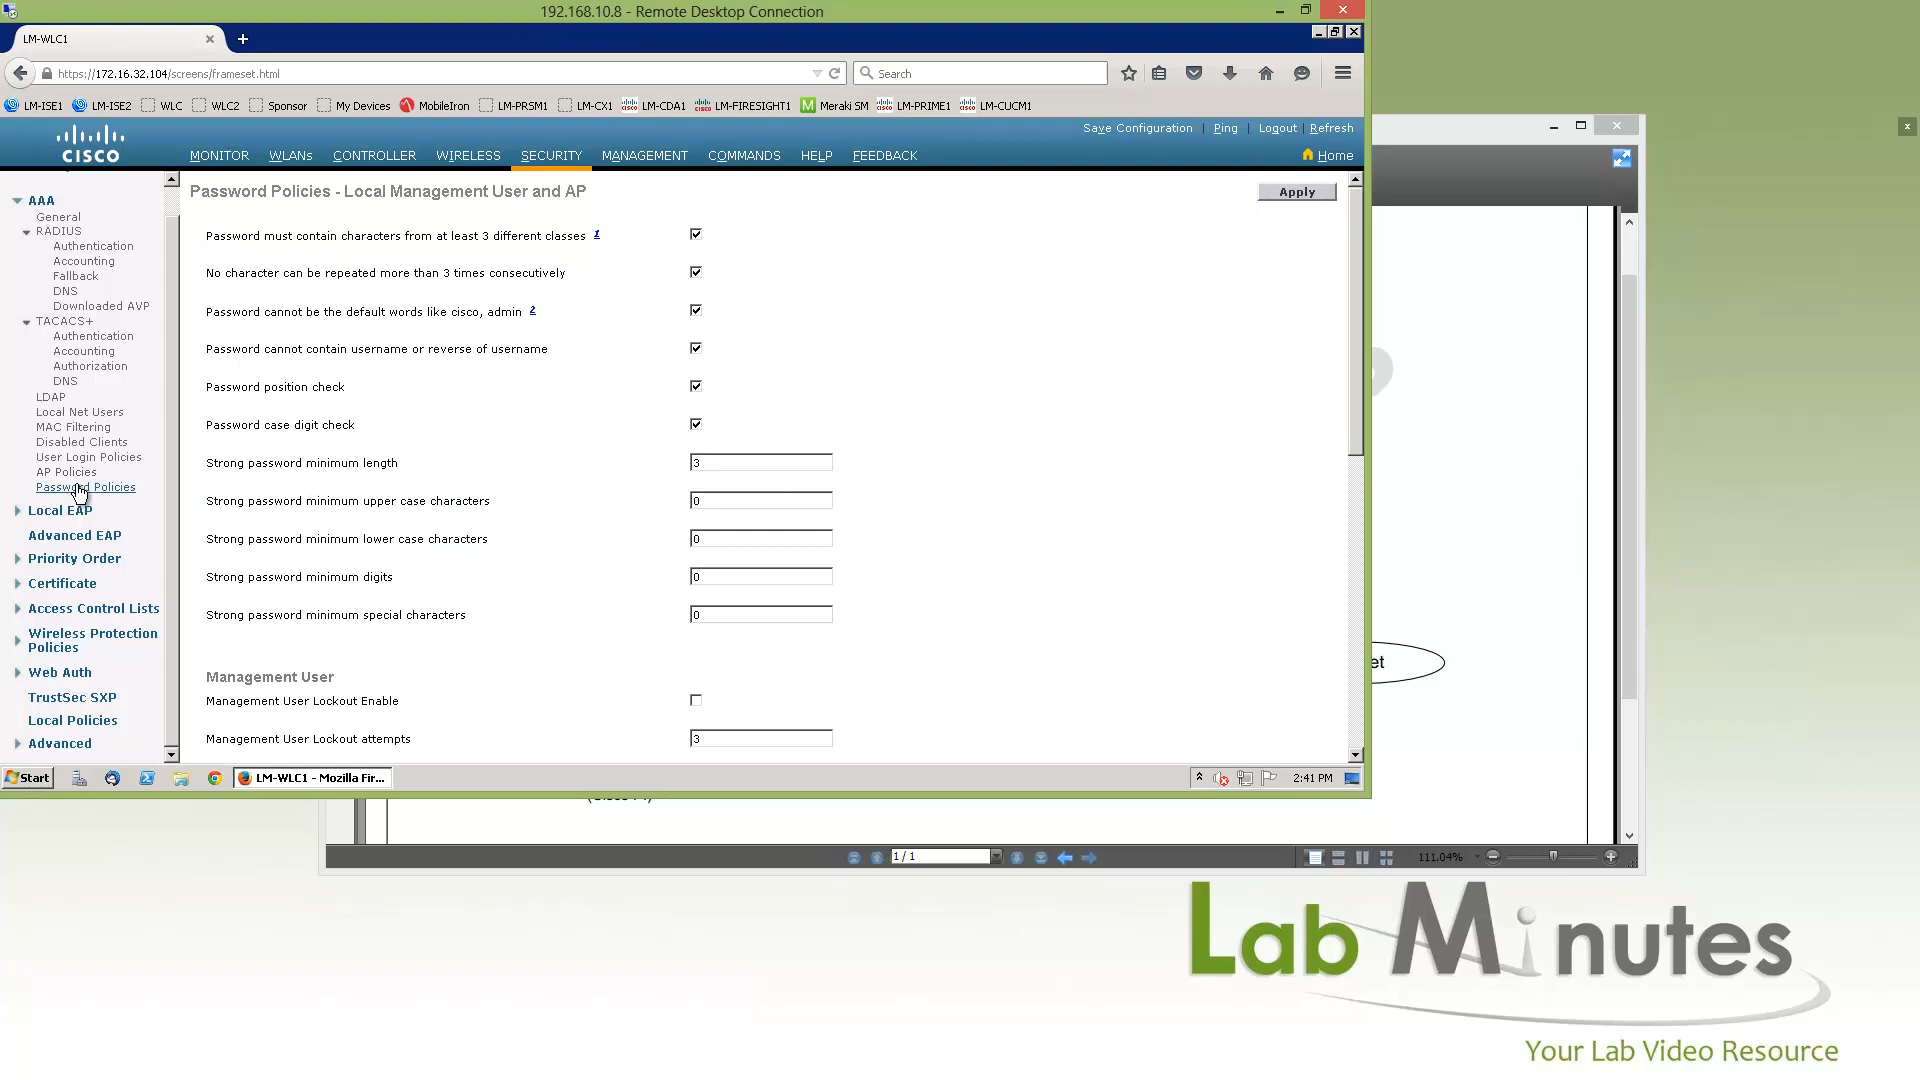 192.168.10.8 - Remote Desktop Connection
LM-WLC1
https://172.16.32.104/screens/frameset.html
Search
LM-ISE1 LM-ISE2 WLC WLC2 Sponsor My Devices MobileIron LM-PRSM1 LM-CX1 LM-CDA1 LM-FIRESIGHT1 Meraki SM LM-PRIME1 LM-CUCM1
Save Configuration | Ping | Logout | Refresh
CISCO
MONITOR WLANs CONTROLLER WIRELESS SECURITY MANAGEMENT COMMANDS HELP FEEDBACK
Home
AAA
General
RADIUS
Authentication
Accounting
Fallback
DNS
Downloaded AVP
TACACS+
Authentication
Accounting
Authorization
DNS
LDAP
Local Net Users
MAC Filtering
Disabled Clients
User Login Policies
AP Policies
Password Policies
Local EAP
Advanced EAP
Priority Order
Certificate
Access Control Lists
Wireless Protection
Policies
Web Auth
TrustSec SXP
Local Policies
Advanced
Password Policies - Local Management User and AP
Apply
Password must contain characters from at least 3 different classes 1
No character can be repeated more than 3 times consecutively
Password cannot be the default words like cisco, admin 2
Password cannot contain username or reverse of username
Password position check
Password case digit check
Strong password minimum length 3
Strong password minimum upper case characters 0
Strong password minimum lower case characters 0
Strong password minimum digits 0
Strong password minimum special characters 0
Management User
Management User Lockout Enable
Management User Lockout attempts 3
Start
LM-WLC1 - Mozilla Fir...
2:41 PM
et
1 / 1
111.04%
Lab Minutes
Your Lab Video Resource